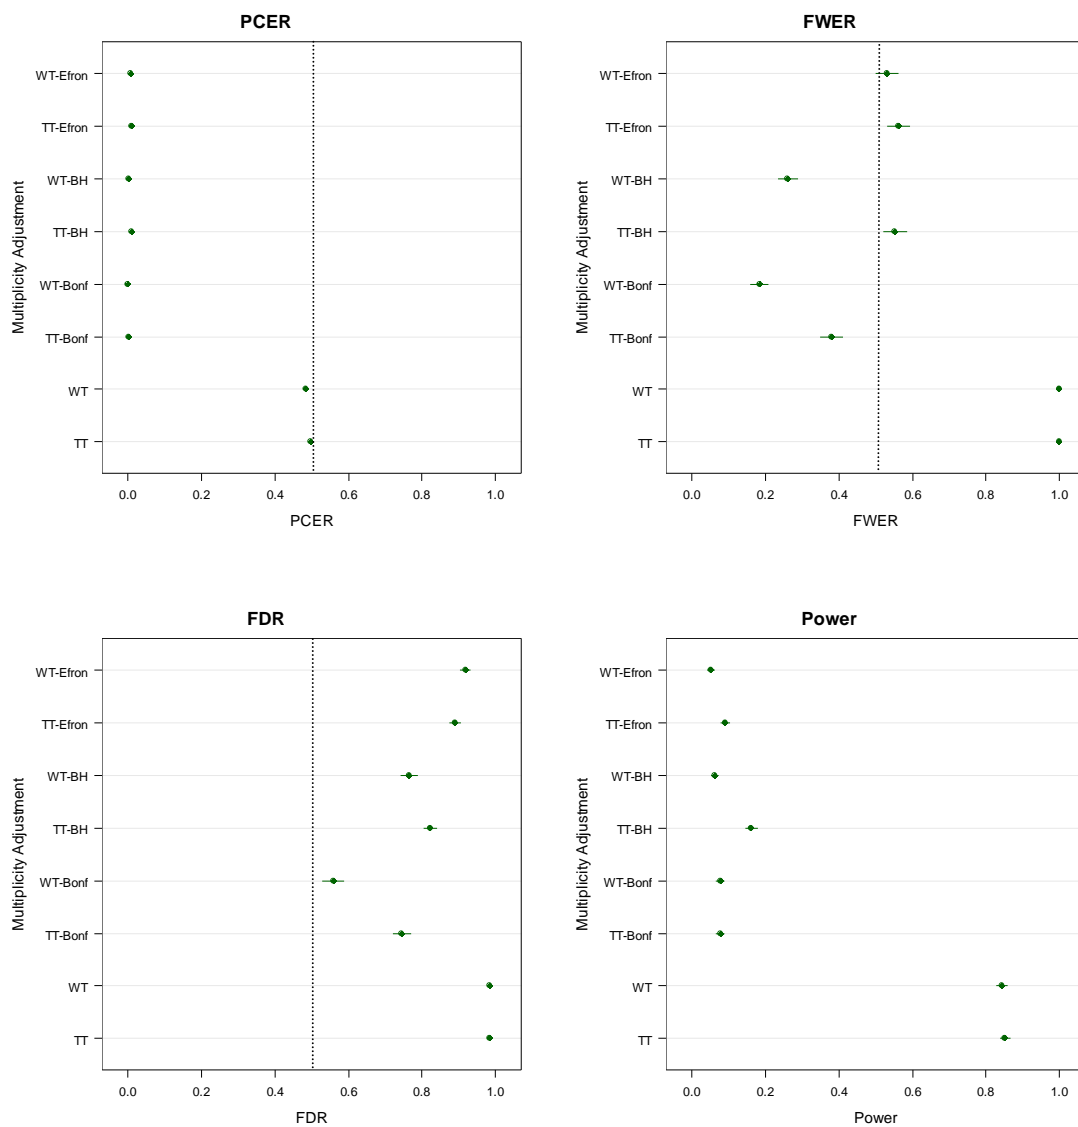 PCER
Multiplicity Adjustment
WT-Efron
TT-Efron
WT-BH
TT-BH
WT-Bonf
TT-Bonf
WT
TT
0.0 0.2 0.4 0.6 0.8 1.0
PCER
FWER
Multiplicity Adjustment
WT-Efron
TT-Efron
WT-BH
TT-BH
WT-Bonf
TT-Bonf
WT
TT
0.0 0.2 0.4 0.6 0.8 1.0
FWER
FDR
Multiplicity Adjustment
WT-Efron
TT-Efron
WT-BH
TT-BH
WT-Bonf
TT-Bonf
WT
TT
0.0 0.2 0.4 0.6 0.8 1.0
FDR
Power
Multiplicity Adjustment
WT-Efron
TT-Efron
WT-BH
TT-BH
WT-Bonf
TT-Bonf
WT
TT
0.0 0.2 0.4 0.6 0.8 1.0
Power